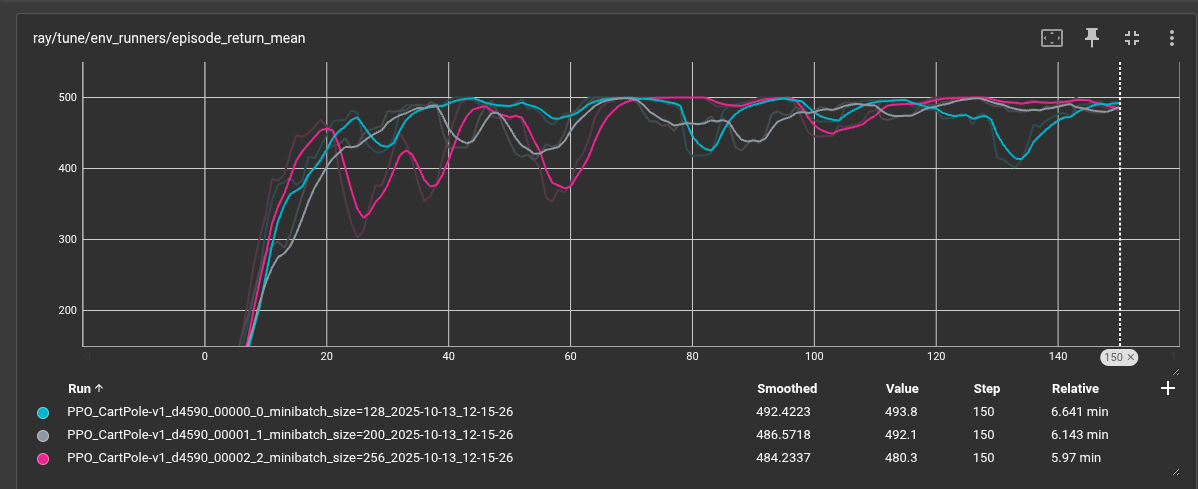 ray/tune/env_runners/episode_return_mean
500
400
300
200
0 20 40 60 80 100 120 140 150 ×
Run ↑ Smoothed Value Step Relative +
PPO_CartPole-v1_d4590_00000_0_minibatch_size=128_2025-10-13_12-15-26 492.4223 493.8 150 6.641 min
PPO_CartPole-v1_d4590_00001_1_minibatch_size=200_2025-10-13_12-15-26 486.5718 492.1 150 6.143 min
PPO_CartPole-v1_d4590_00002_2_minibatch_size=256_2025-10-13_12-15-26 484.2337 480.3 150 5.97 min